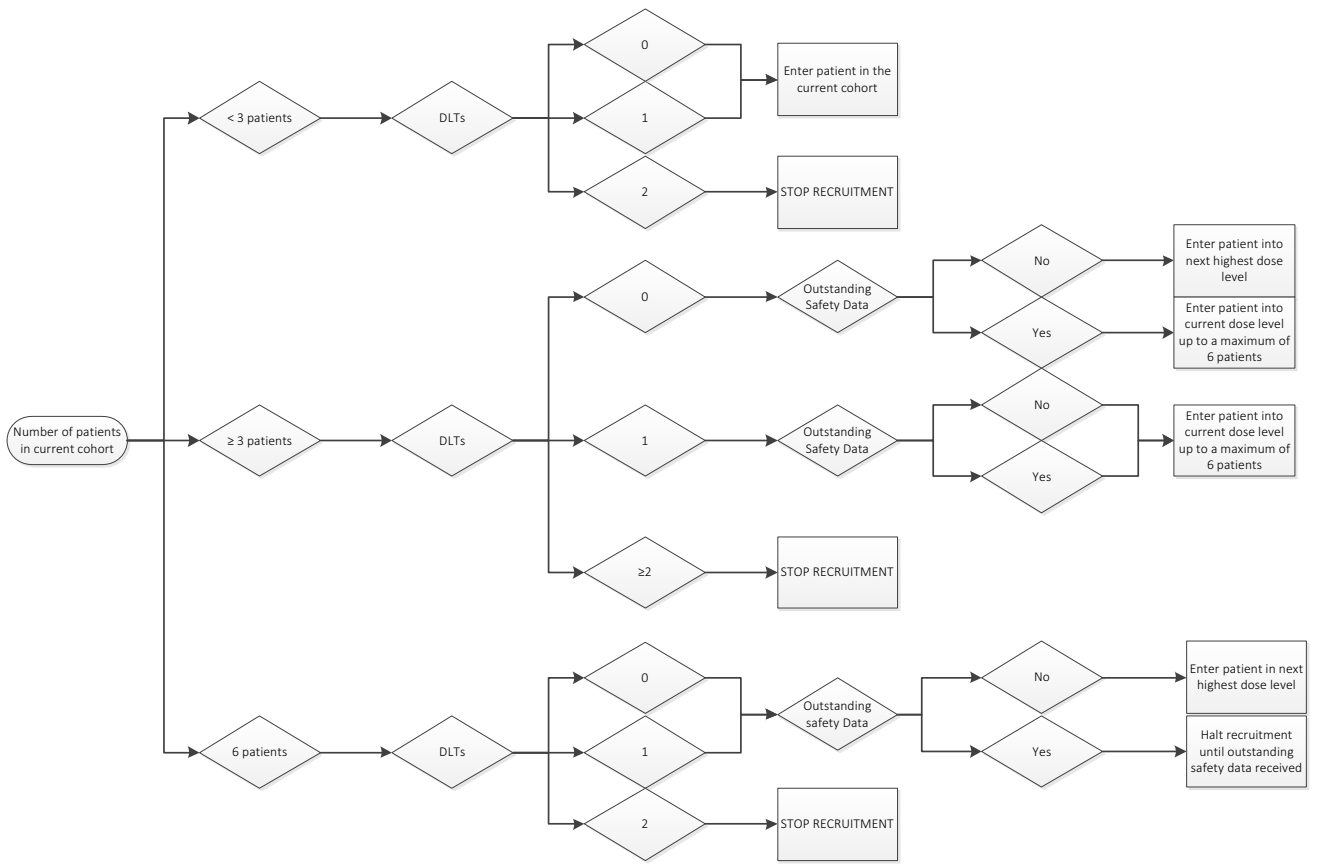 Number of patients
in current cohort
< 3 patients
DLTs
0
1
2
Enter patient in the
current cohort
STOP RECRUITMENT
≥ 3 patients
DLTs
0
Outstanding
Safety Data
No
Enter patient into
next highest dose
level
Yes
Enter patient into
current dose level
up to a maximum of
6 patients
1
Outstanding
Safety Data
No
Yes
Enter patient into
current dose level
up to a maximum of
6 patients
≥2
STOP RECRUITMENT
6 patients
DLTs
0
1
Outstanding
safety Data
No
Enter patient in next
highest dose level
Yes
Halt recruitment
until outstanding
safety data received
2
STOP RECRUITMENT